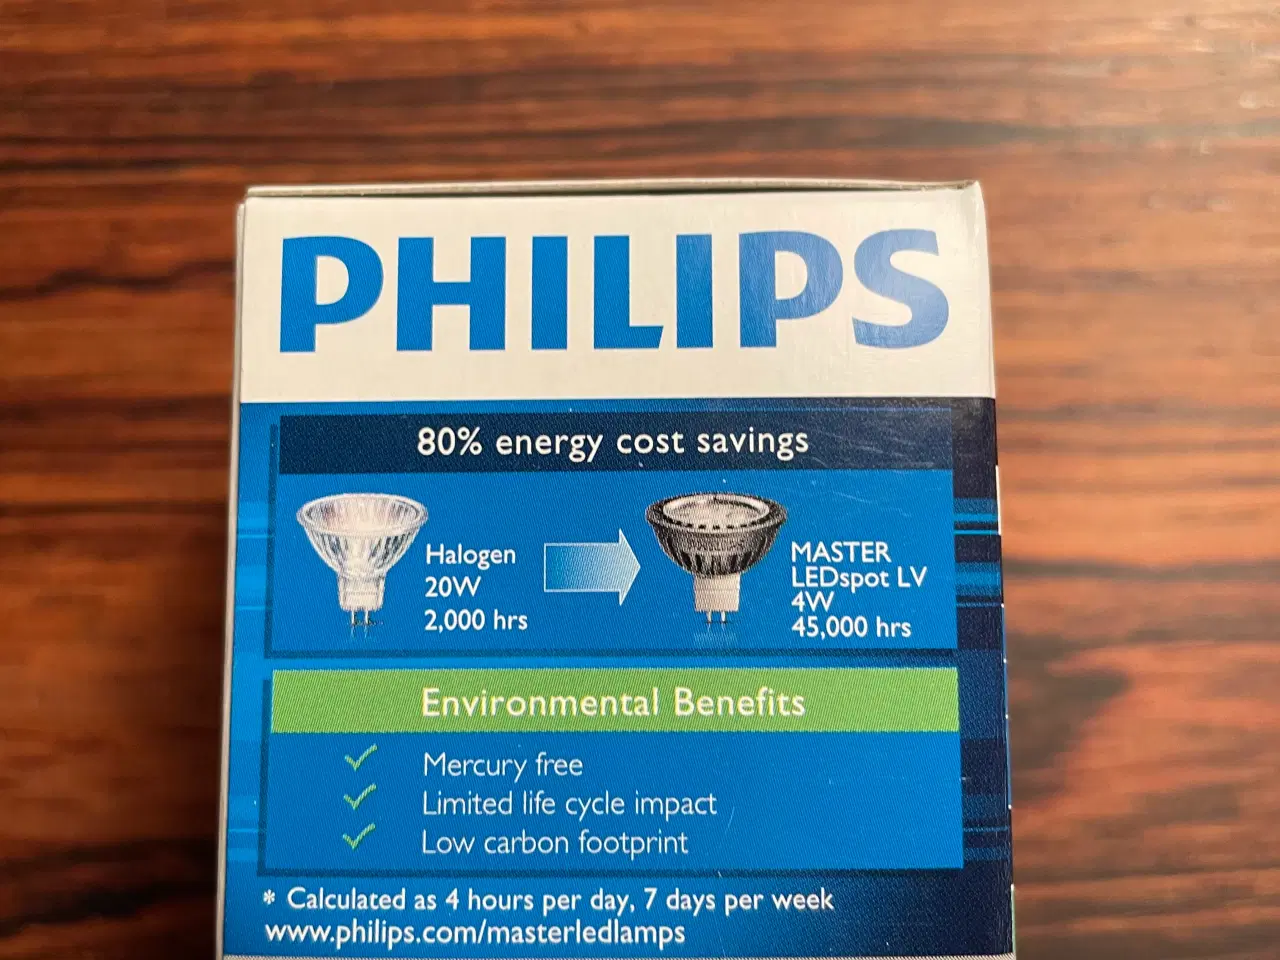 PHILIPS
80% energy cost savings
Halogen
20W
2,000 hrs
MASTER
LEDspot LV
4W
45,000 hrs
Environmental Benefits
Mercury free
Limited life cycle impact
Low carbon footprint
* Calculated as 4 hours per day, 7 days per week
www.philips.com/masterledlamps